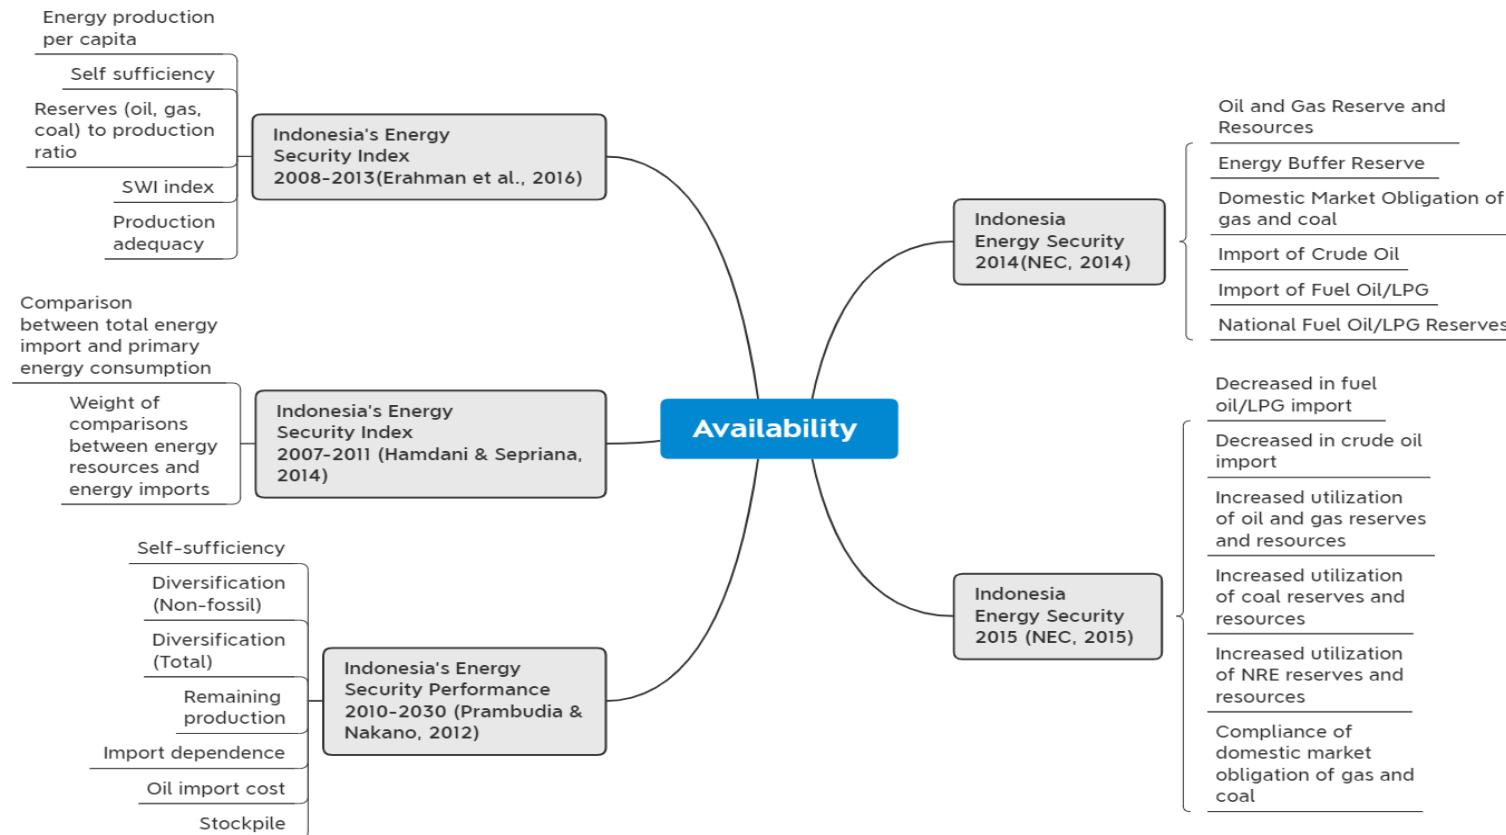 Energy production
per capita
Self sufficiency
Reserves (oil, gas,
coal) to production
ratio
SWI index
Production
adequacy
Indonesia's Energy
Security Index
2008-2013(Erahman et al., 2016)
Comparison
between total energy
import and primary
energy consumption
Weight of
comparisons
between energy
resources and
energy imports
Indonesia's Energy
Security Index
2007-2011 (Hamdani & Sepriana,
2014)
Self-sufficiency
Diversification
(Non-fossil)
Diversification
(Total)
Remaining
production
Import dependence
Oil import cost
Stockpile
Indonesia's Energy
Security Performance
2010-2030 (Prambudia &
Nakano, 2012)
Availability
Indonesia
Energy Security
2014(NEC, 2014)
Oil and Gas Reserve and
Resources
Energy Buffer Reserve
Domestic Market Obligation of
gas and coal
Import of Crude Oil
Import of Fuel Oil/LPG
National Fuel Oil/LPG Reserves
Indonesia
Energy Security
2015 (NEC, 2015)
Decreased in fuel
oil/LPG import
Decreased in crude oil
import
Increased utilization
of oil and gas reserves
and resources
Increased utilization
of coal reserves and
resources
Increased utilization
of NRE reserves and
resources
Compliance of
domestic market
obligation of gas and
coal